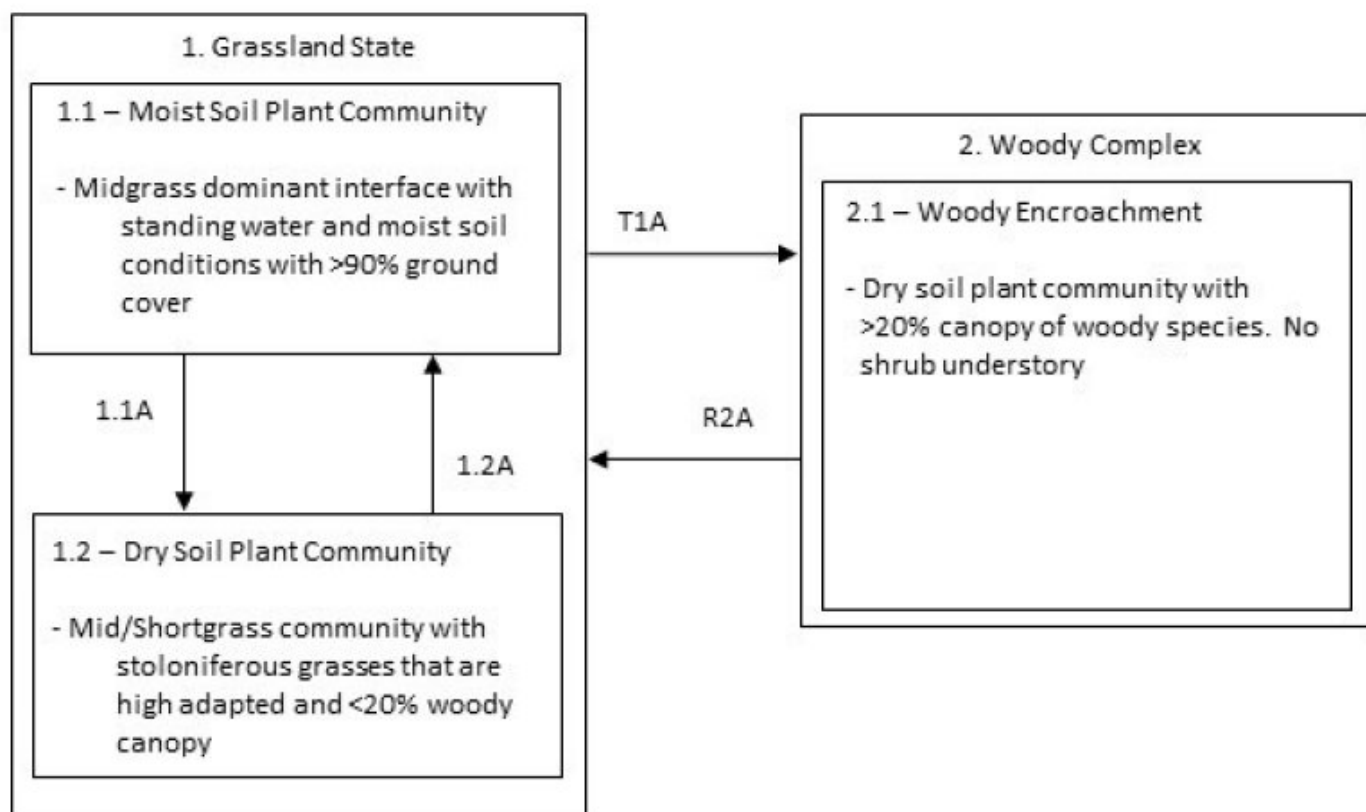 1. Grassland State
1.1 – Moist Soil Plant Community
- Midgrass dominant interface with
standing water and moist soil
conditions with >90% ground
cover
1.1A
1.2A
1.2 – Dry Soil Plant Community
- Mid/Shortgrass community with
stoloniferous grasses that are
high adapted and <20% woody
canopy
T1A
R2A
2. Woody Complex
2.1 – Woody Encroachment
- Dry soil plant community with
>20% canopy of woody species.  No
shrub understory